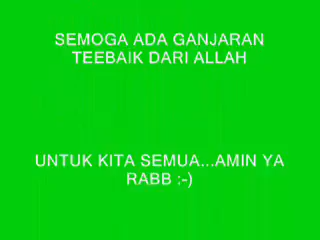 SEMOGA ADA GANJARAN
TEEBAIK DARI ALLAH
UNTUK KITA SEMUA...AMIN YA
RABB :-)